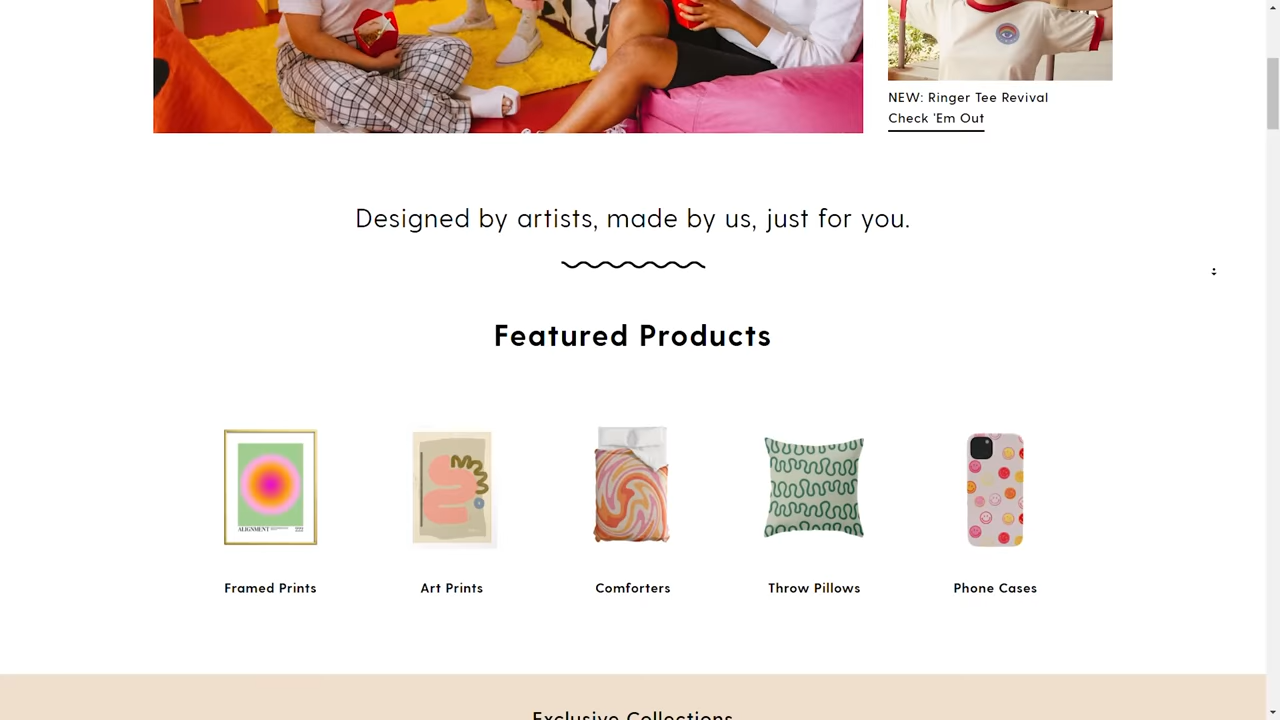 NEW: Ringer Tee Revival
Check 'Em Out
Designed by artists, made by us, just for you.
Featured Products
ALIGNMENT
Framed Prints
Art Prints
Comforters
Throw Pillows
Phone Cases
Exclusive Collections